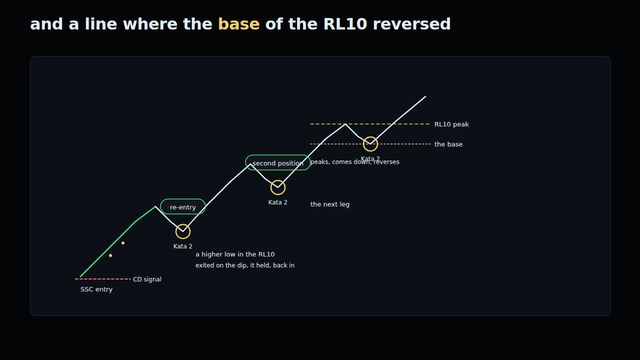 and a line where the base of the RL10 reversed
RL10 peak
the base
Kata 2
peaks, comes down, reverses
second position
Kata 2
the next leg
re-entry
Kata 2
a higher low in the RL10
exited on the dip, it held, back in
CD signal
SSC entry